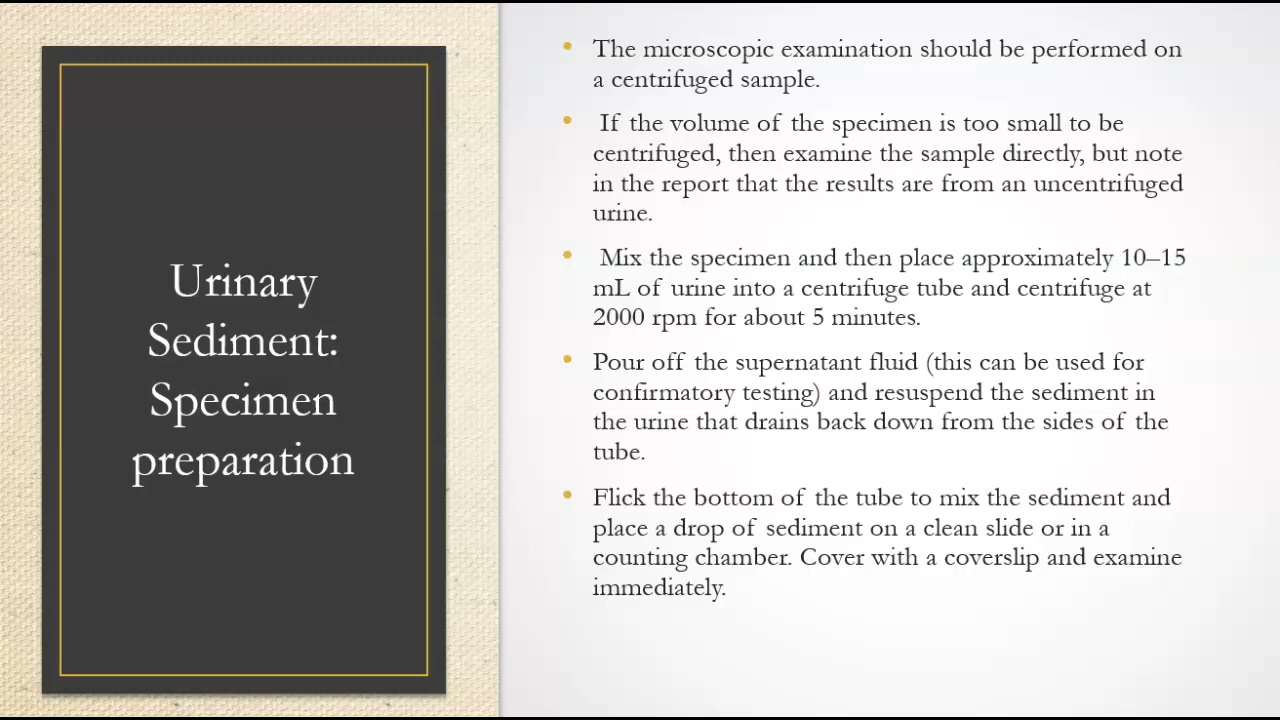 Urinary
Sediment:
Specimen
preparation
• The microscopic examination should be performed on
a centrifuged sample.
• If the volume of the specimen is too small to be
centrifuged, then examine the sample directly, but note
in the report that the results are from an uncentrifuged
urine.
• Mix the specimen and then place approximately 10–15
mL of urine into a centrifuge tube and centrifuge at
2000 rpm for about 5 minutes.
• Pour off the supernatant fluid (this can be used for
confirmatory testing) and resuspend the sediment in
the urine that drains back down from the sides of the
tube.
• Flick the bottom of the tube to mix the sediment and
place a drop of sediment on a clean slide or in a
counting chamber. Cover with a coverslip and examine
immediately.